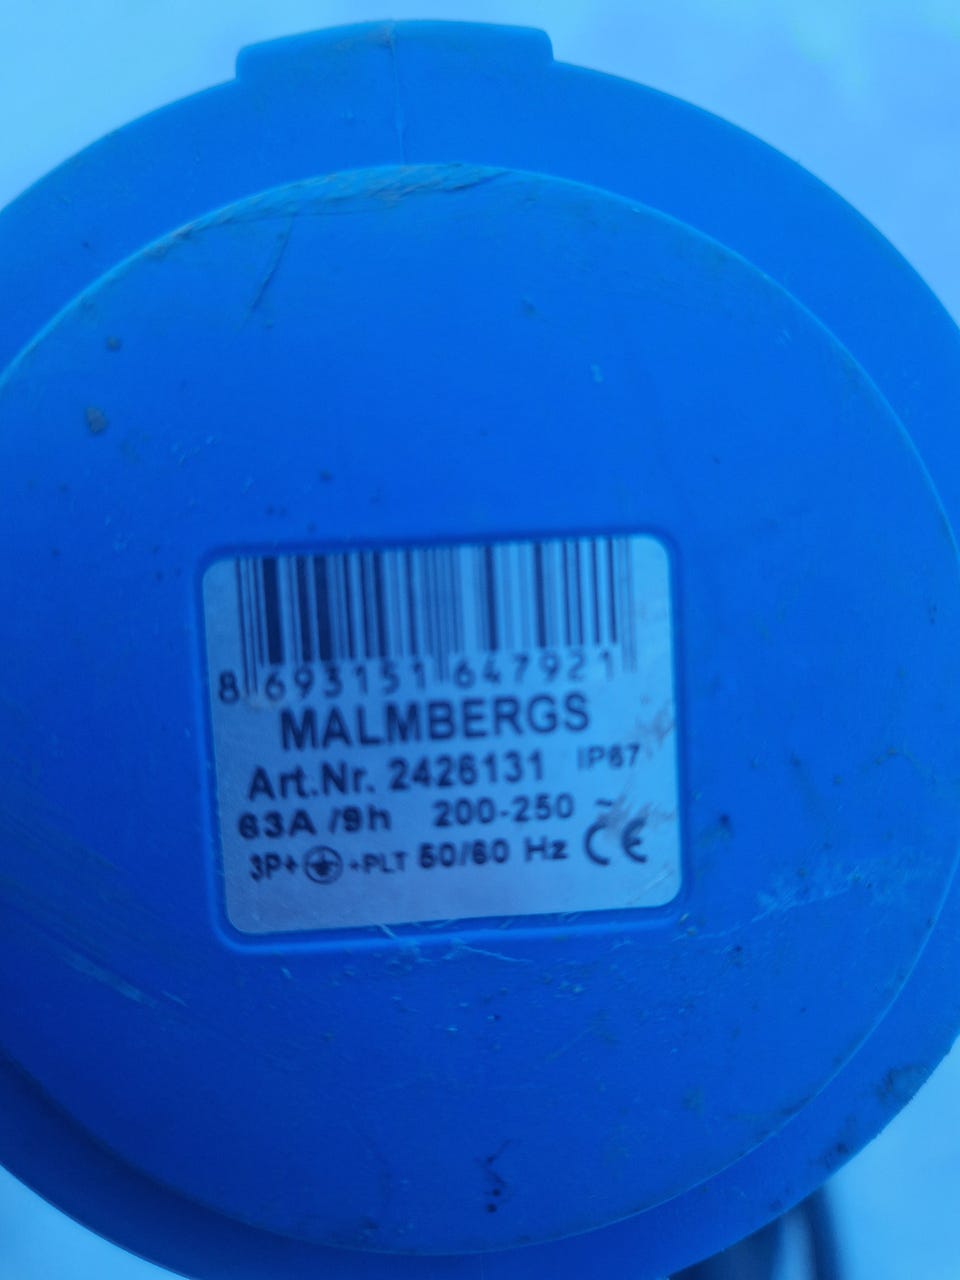 8 693151 647921
MALMBERGS
Art.Nr. 2426131 IP67
63A /9h 200-250 ~
3P+⏚+PLT 50/60 Hz CE